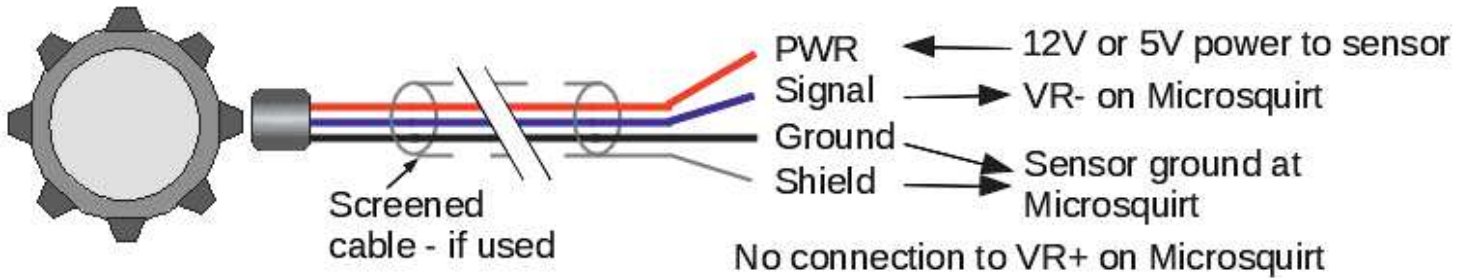 PWR
12V or 5V power to sensor
Signal
VR- on Microsquirt
Ground
Shield
Sensor ground at
Microsquirt
Screened
cable - if used
No connection to VR+ on Microsquirt